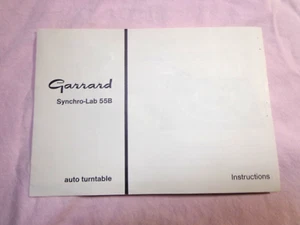 Garrard
Synchro-Lab 55B
auto turntable
Instructions